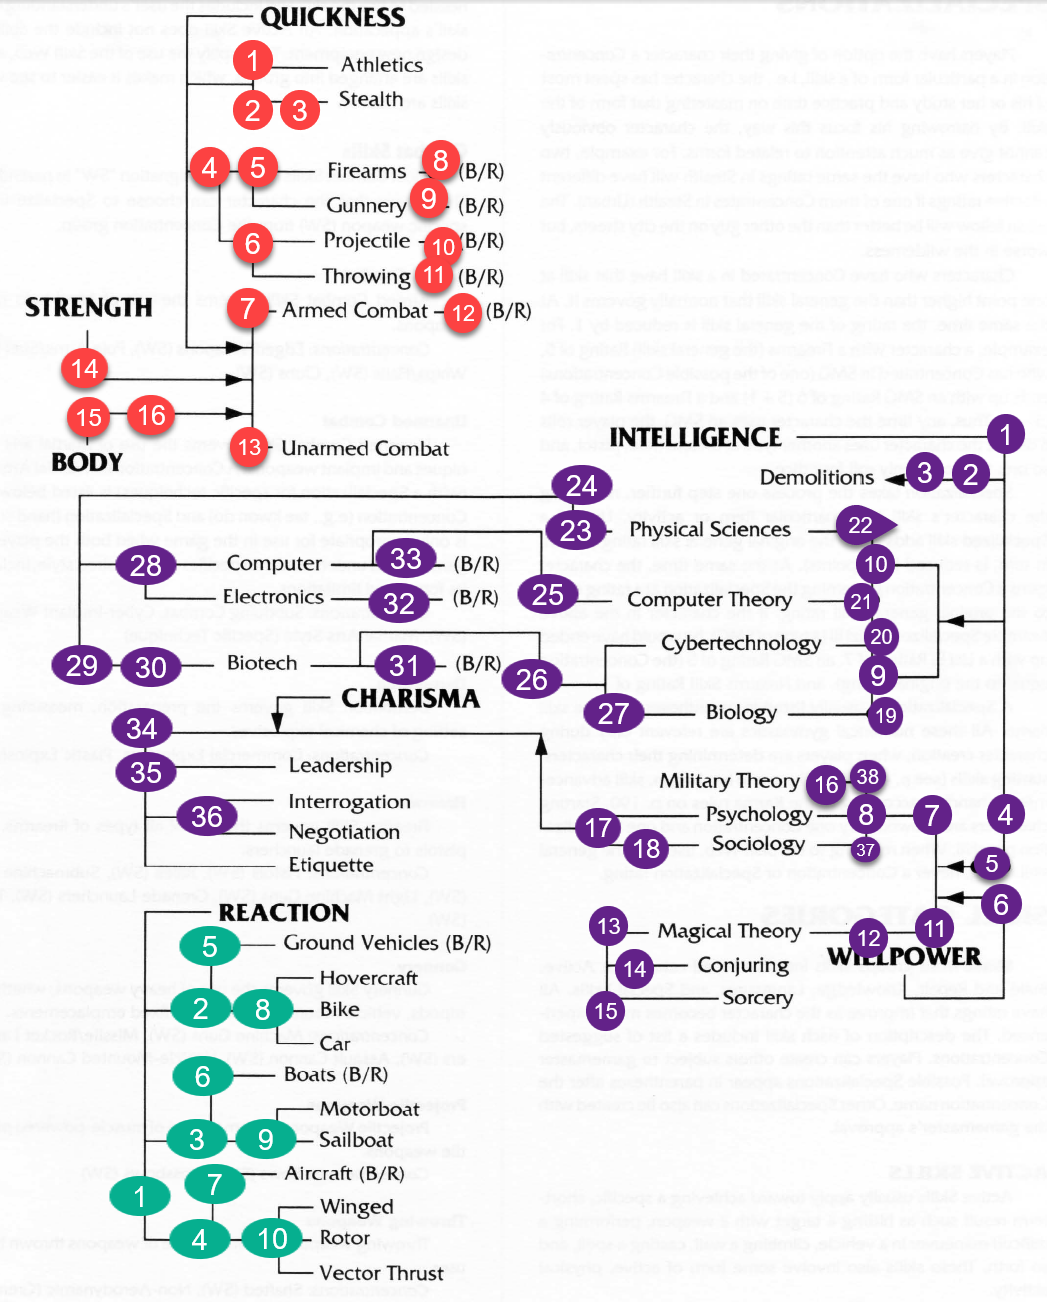 QUICKNESS
1 Athletics
2 3 Stealth
4 5 Firearms 8 (B/R)
Gunnery 9 (B/R)
6 Projectile 10 (B/R)
Throwing 11 (B/R)
7 Armed Combat 12 (B/R)
STRENGTH
14
15 16
BODY
13 Unarmed Combat
INTELLIGENCE 1
Demolitions 3 2
24
23 Physical Sciences 22
28 Computer 33 (B/R)
10
Electronics 32 (B/R)
25 Computer Theory 21
Cybertechnology 20
29 30 Biotech 31 (B/R)
26 9
27 Biology 19
CHARISMA
34
35 Leadership
Interrogation
36
Negotiation
Etiquette
Military Theory 16 38
17 Psychology 8 7 4
18 Sociology 37
5
6
13 Magical Theory 12 11
WILLPOWER
14 Conjuring
15 Sorcery
REACTION
5 Ground Vehicles (B/R)
Hovercraft
2 8 Bike
Car
6 Boats (B/R)
Motorboat
3 9 Sailboat
7 Aircraft (B/R)
1
Winged
4 10 Rotor
Vector Thrust